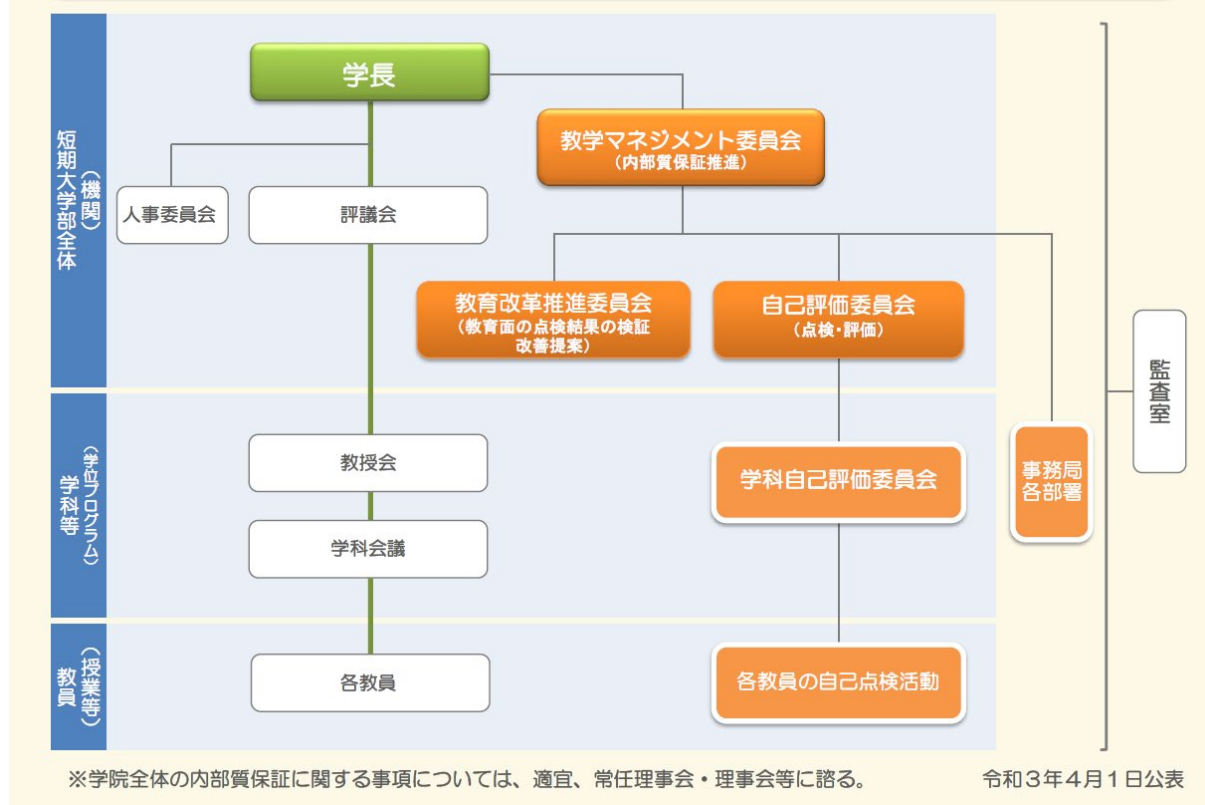 短期大学部全体
（機関）
学長
教学マネジメント委員会
（内部質保証推進）
人事委員会
評議会
教育改革推進委員会
（教育面の点検結果の検証
改善提案）
自己評価委員会
（点検・評価）
監査室
学科等
（学位プログラム）
教授会
学科自己評価委員会
事務局
各部署
学科会議
教員
（授業等）
各教員
各教員の自己点検活動
※学院全体の内部質保証に関する事項については、適宜、常任理事会・理事会等に諮る。
令和３年４月１日公表